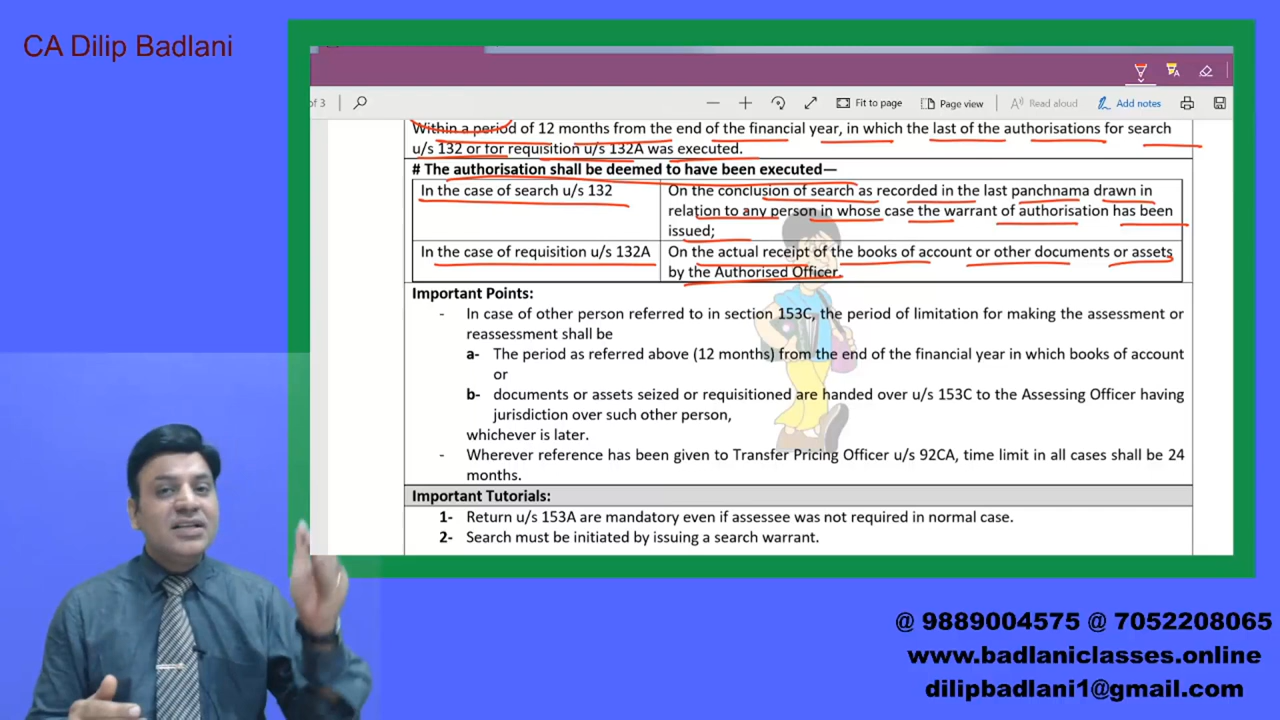 CA Dilip Badlani
of 3
Fit to page
Page view
Read aloud
Add notes
Within a period of 12 months from the end of the financial year, in which the last of the authorisations for search
u/s 132 or for requisition u/s 132A was executed.
# The authorisation shall be deemed to have been executed—
In the case of search u/s 132
On the conclusion of search as recorded in the last panchnama drawn in
relation to any person in whose case the warrant of authorisation has been
issued;
In the case of requisition u/s 132A
On the actual receipt of the books of account or other documents or assets
by the Authorised Officer.
Important Points:
- In case of other person referred to in section 153C, the period of limitation for making the assessment or
reassessment shall be
a- The period as referred above (12 months) from the end of the financial year in which books of account
or
b- documents or assets seized or requisitioned are handed over u/s 153C to the Assessing Officer having
jurisdiction over such other person,
whichever is later.
- Wherever reference has been given to Transfer Pricing Officer u/s 92CA, time limit in all cases shall be 24
months.
Important Tutorials:
1- Return u/s 153A are mandatory even if assessee was not required in normal case.
2- Search must be initiated by issuing a search warrant.
@ 9889004575 @ 7052208065
www.badlaniclasses.online
dilipbadlani1@gmail.com